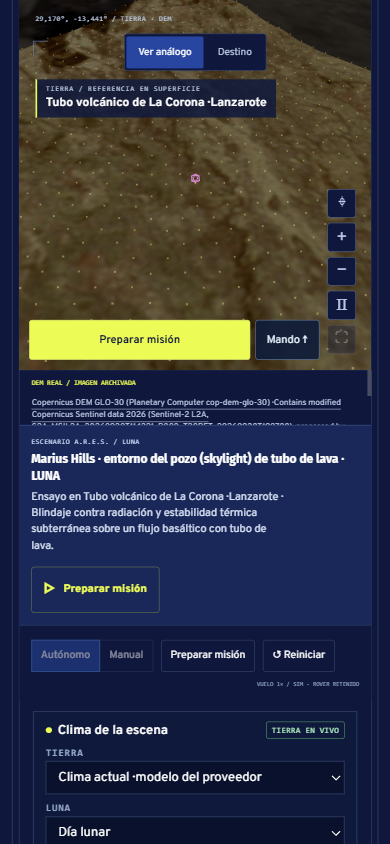 29,170°, -13,441° / TIERRA · DEM
Ver análogo
Destino
TIERRA / REFERENCIA EN SUPERFICIE
Tubo volcánico de La Corona ·Lanzarote
+
−
Preparar misión
Mando ↑
DEM REAL / IMAGEN ARCHIVADA
Copernicus DEM GLO-30 (Planetary Computer cop-dem-glo-30) ·Contains modified
Copernicus Sentinel data 2026 (Sentinel-2 L2A,
ESCENARIO A.R.E.S. / LUNA
Marius Hills · entorno del pozo (skylight) de tubo de lava ·
LUNA
Ensayo en Tubo volcánico de La Corona ·Lanzarote ·
Blindaje contra radiación y estabilidad térmica
subterránea sobre un flujo basáltico con tubo de
lava.
Preparar misión
Autónomo
Manual
Preparar misión
↺ Reiniciar
VUELO 1× / SIM · ROVER RETENIDO
Clima de la escena
TIERRA EN VIVO
TIERRA
Clima actual ·modelo del proveedor
LUNA
Día lunar